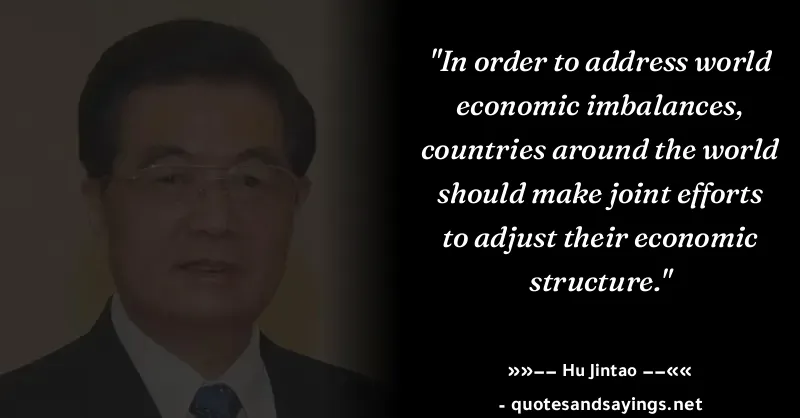 "In order to address world
economic imbalances,
countries around the world
should make joint efforts
to adjust their economic
structure."
»»−− Hu Jintao −−««
- quotesandsayings.net